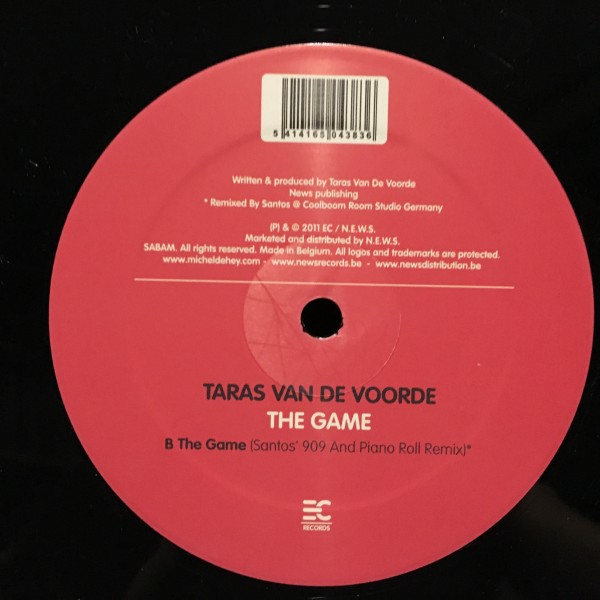 5 414165 043836
Written & produced by Taras Van De Voorde
News publishing
* Remixed By Santos @ Coolboom Room Studio Germany
(P) & © 2011 EC / N.E.W.S.
Marketed and distributed by N.E.W.S.
SABAM. All rights reserved. Made in Belgium. All logos and trademarks are protected.
www.micheldehey.com - www.newsrecords.be - www.newsdistribution.be
TARAS VAN DE VOORDE
THE GAME
B The Game (Santos' 909 And Piano Roll Remix)*
EC
RECORDS